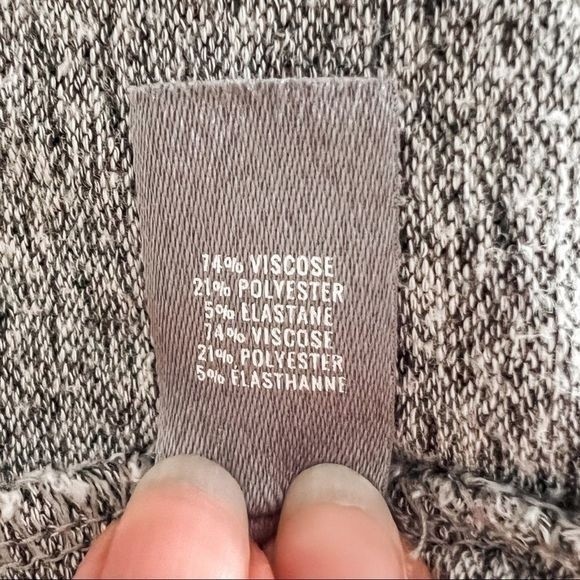 74% VISCOSE
21% POLYESTER
5% ELASTANE
74% VISCOSE
21% POLYESTER
5% ÉLASTHANNE